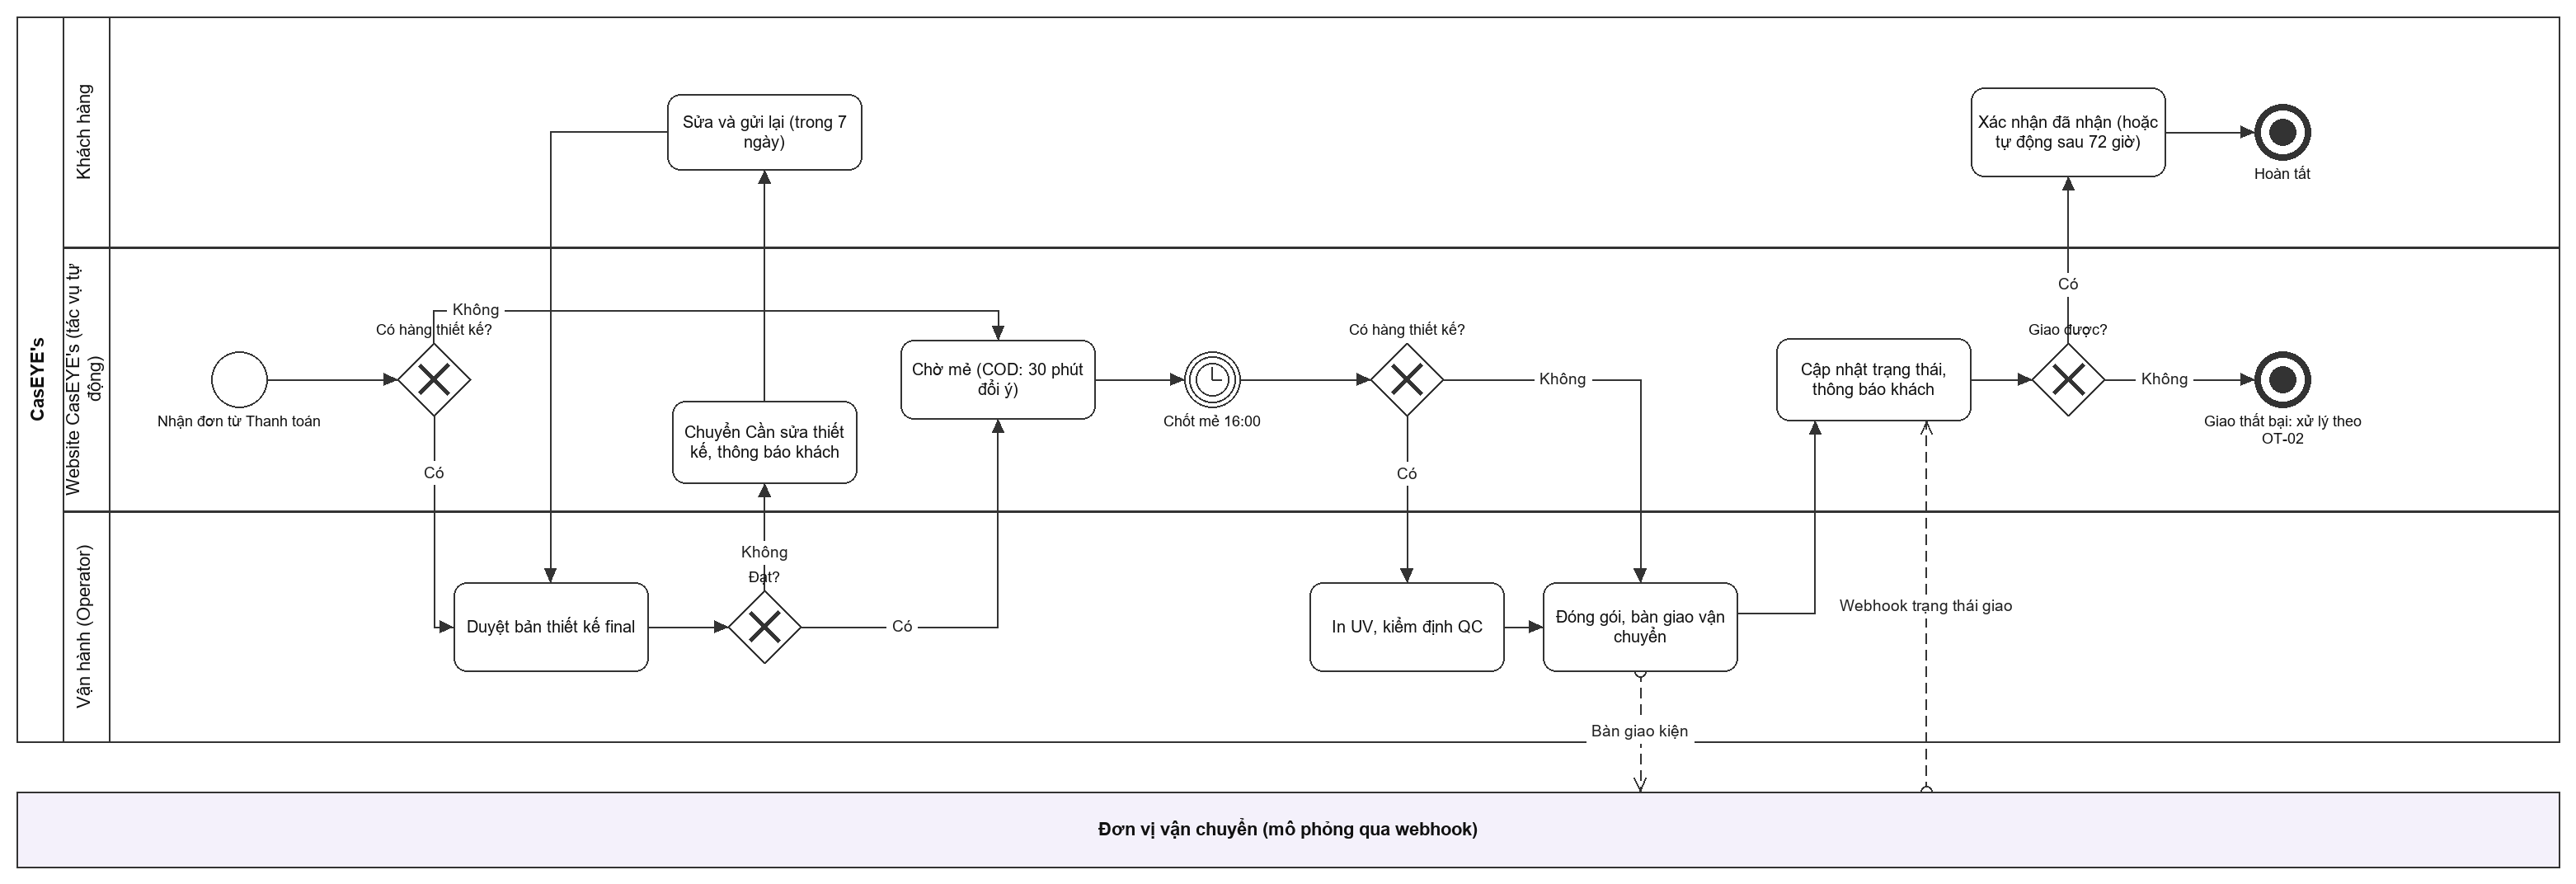 CasEYE's
Khách hàng
Sửa và gửi lại (trong 7
ngày)
Xác nhận đã nhận (hoặc
tự động sau 72 giờ)
Hoàn tất
Website CasEYE's (tác vụ tự
động)
Nhận đơn từ Thanh toán
Có hàng thiết kế?
Không
Có
Chuyển Cần sửa thiết
kế, thông báo khách
Chờ mẻ (COD: 30 phút
đổi ý)
Chốt mẻ 16:00
Có hàng thiết kế?
Không
Có
Cập nhật trạng thái,
thông báo khách
Giao được?
Có
Không
Giao thất bại: xử lý theo
OT-02
Vận hành (Operator)
Duyệt bản thiết kế final
Không
Đạt?
Có
In UV, kiểm định QC
Đóng gói, bàn giao vận
chuyển
Webhook trạng thái giao
Bàn giao kiện
Đơn vị vận chuyển (mô phỏng qua webhook)